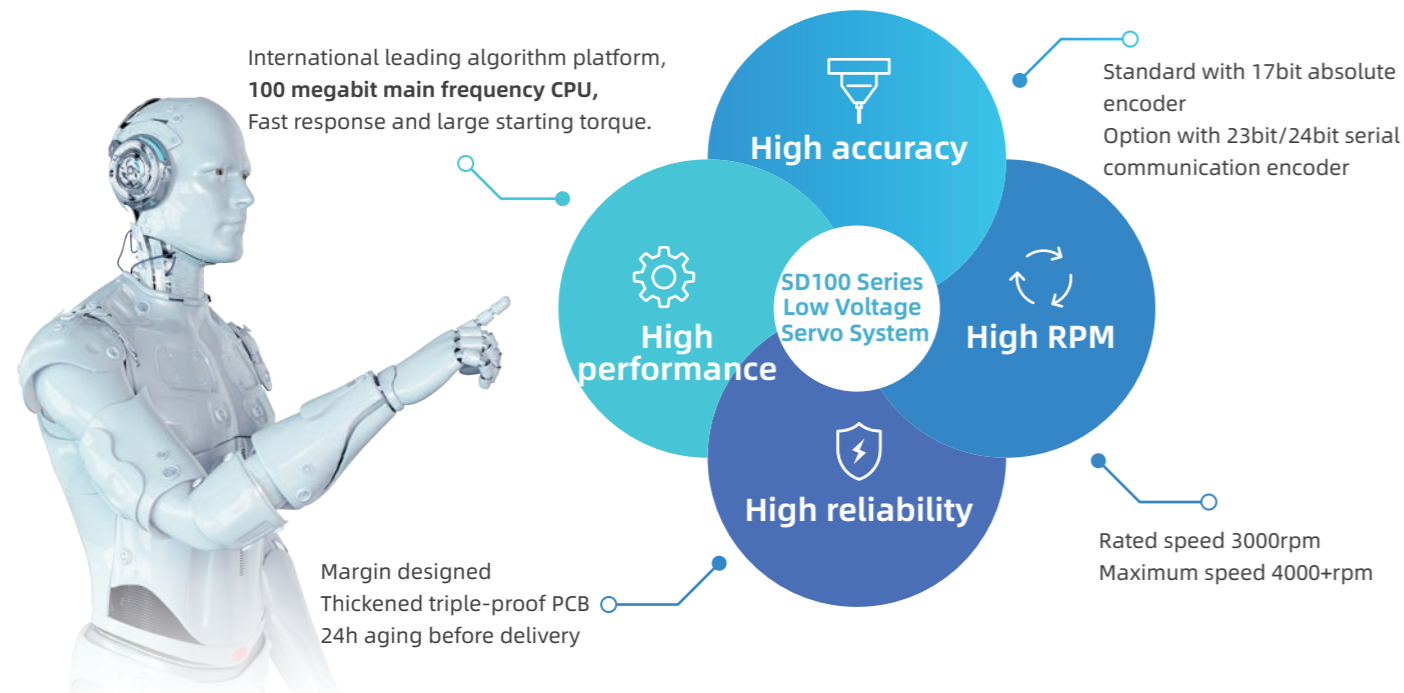 International leading algorithm platform,
100 megabit main frequency CPU,
Fast response and large starting torque.
High accuracy
Standard with 17bit absolute
encoder
Option with 23bit/24bit serial
communication encoder
High
performance
SD100 Series
Low Voltage
Servo System
High RPM
High reliability
Rated speed 3000rpm
Maximum speed 4000+rpm
Margin designed
Thickened triple-proof PCB
24h aging before delivery